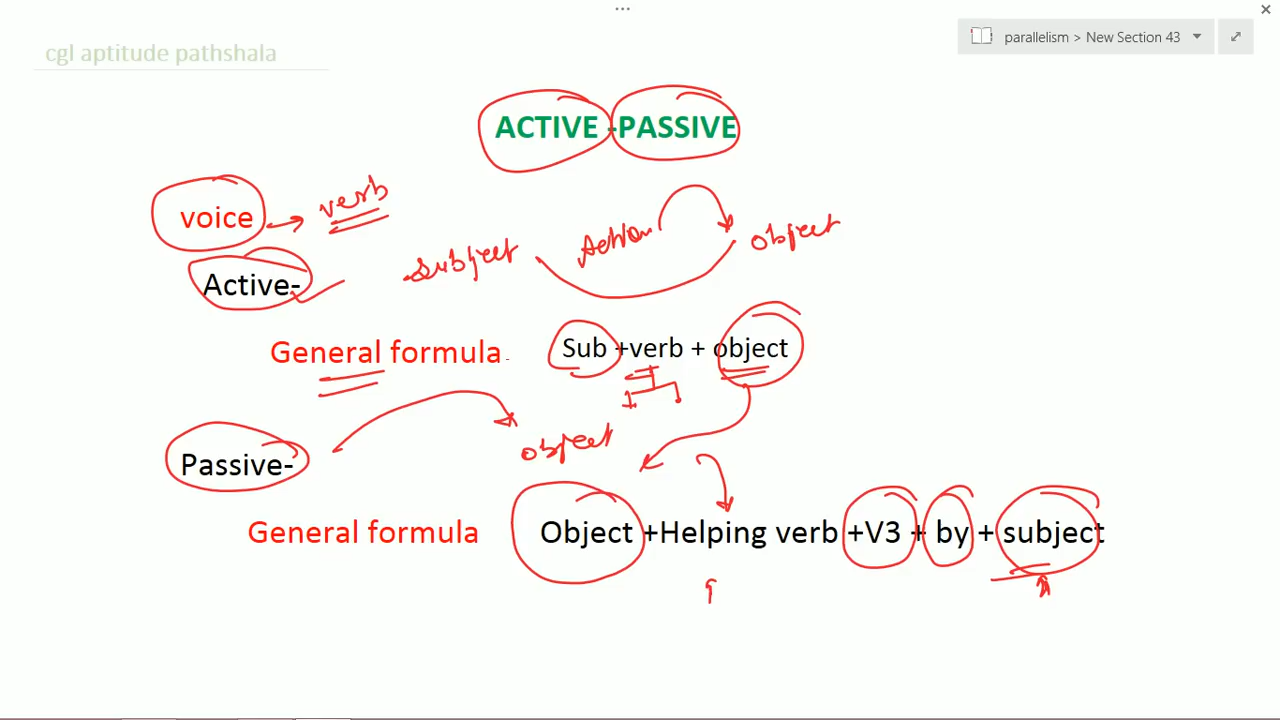 ...
parallelism > New Section 43
cgl aptitude pathshala
ACTIVE -PASSIVE
voice → verb
subject Action object
Active-
General formula Sub +verb + object
object
Passive-
General formula Object +Helping verb +V3 + by + subject